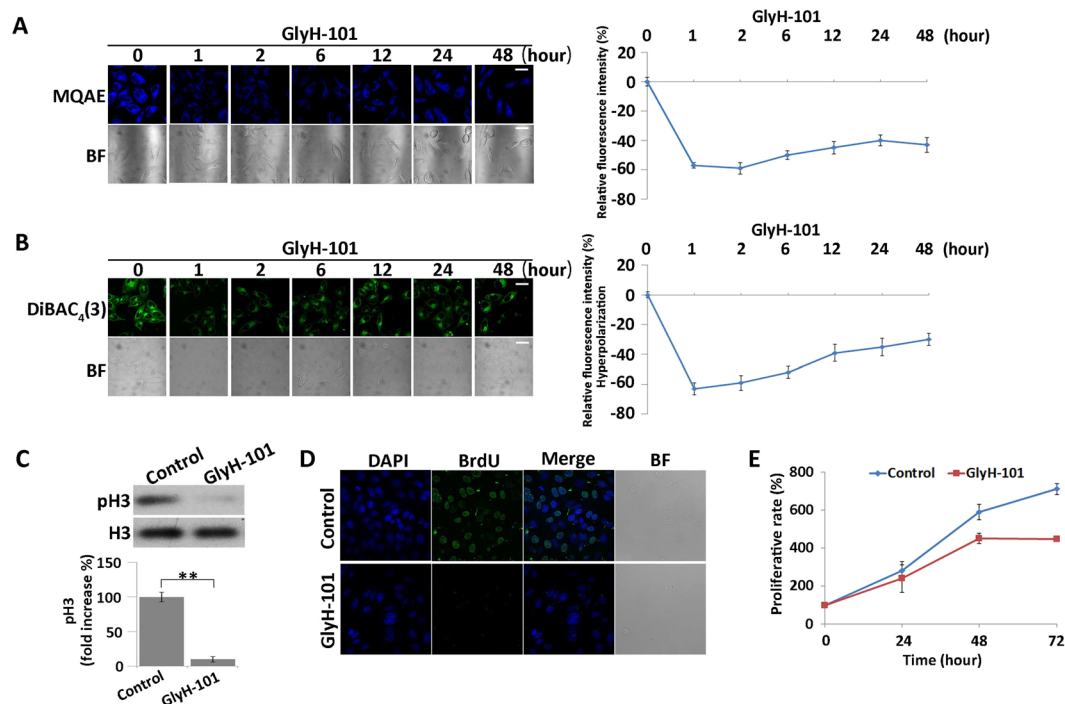 A
GlyH-101
0 1 2 6 12 24 48 (hour)
MQAE
BF
GlyH-101
0 1 2 6 12 24 48 (hour)
Relative fluorescence intensity (%)
40
20
0
-20
-40
-60
-80
B
GlyH-101
0 1 2 6 12 24 48 (hour)
DiBAC4(3)
BF
GlyH-101
0 1 2 6 12 24 48 (hour)
Relative fluorescence intensity (%)
Hyperpolarization
20
0
-20
-40
-60
-80
C
Control GlyH-101
pH3
H3
**
pH3
(fold increase %)
150
100
50
0
Control GlyH-101
D
DAPI BrdU Merge BF
Control
GlyH-101
E
Control GlyH-101
Proliferative rate (%)
800
600
400
200
0
0 24 48 72
Time (hour)